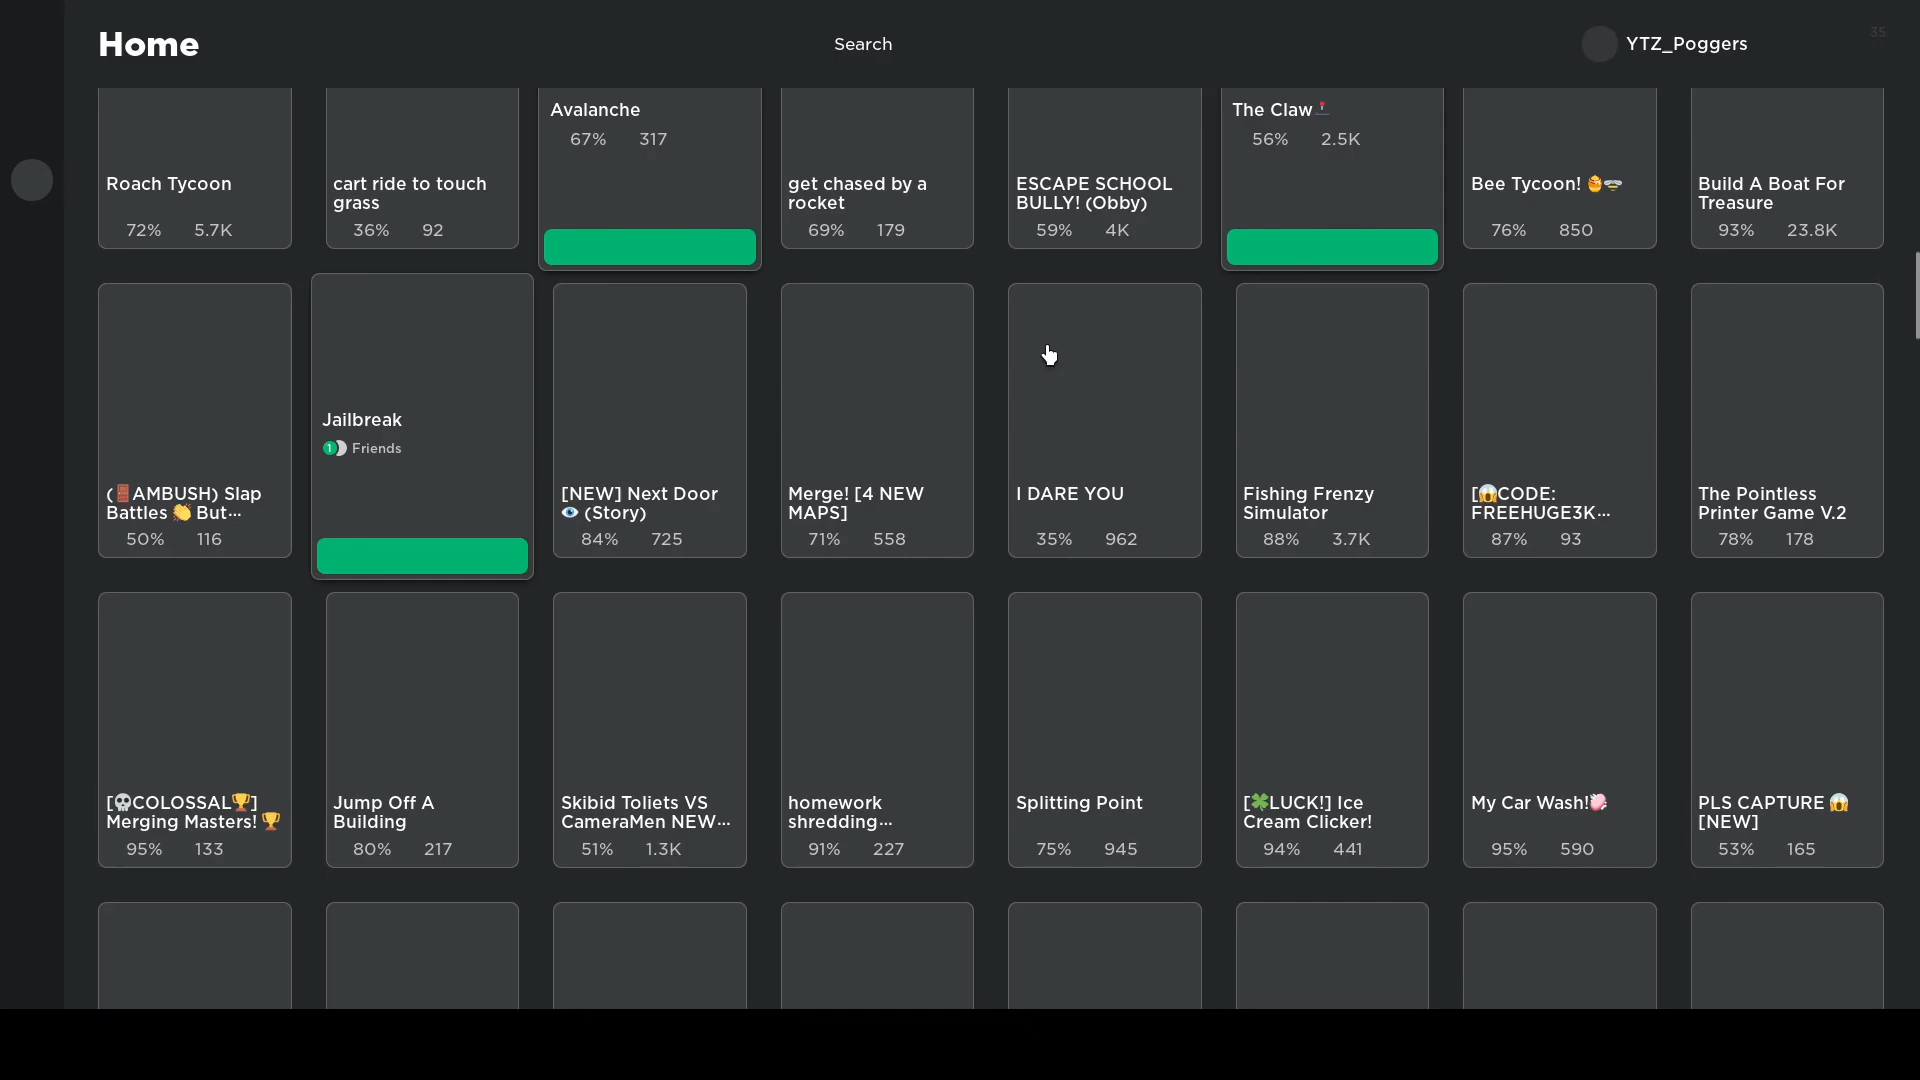 Home
Search
YTZ_Poggers
35
Avalanche
67% 317
The Claw🕹️
56% 2.5K
Roach Tycoon
72% 5.7K
cart ride to touch
grass
36% 92
get chased by a
rocket
69% 179
ESCAPE SCHOOL
BULLY! (Obby)
59% 4K
Bee Tycoon! 🍯🐝
76% 850
Build A Boat For
Treasure
93% 23.8K
(🚪AMBUSH) Slap
Battles 👏 But...
50% 116
Jailbreak
1 Friends
[NEW] Next Door
👁️ (Story)
84% 725
Merge! [4 NEW
MAPS]
71% 558
I DARE YOU
35% 962
Fishing Frenzy
Simulator
88% 3.7K
[😱CODE:
FREEHUGE3K...
87% 93
The Pointless
Printer Game V.2
78% 178
[💀COLOSSAL🏆]
Merging Masters! 🏆
95% 133
Jump Off A
Building
80% 217
Skibid Toliets VS
CameraMen NEW...
51% 1.3K
homework
shredding...
91% 227
Splitting Point
75% 945
[🍀LUCK!] Ice
Cream Clicker!
94% 441
My Car Wash!🧼
95% 590
PLS CAPTURE 😱
[NEW]
53% 165